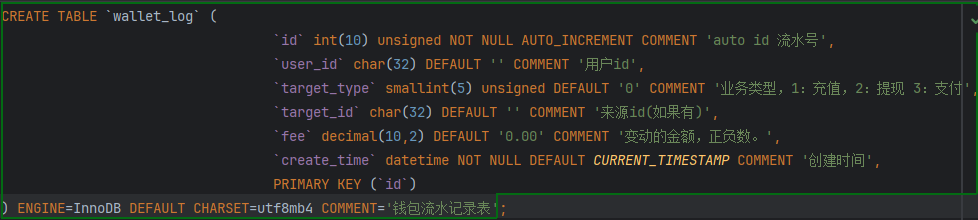 CREATE TABLE `wallet_log` (
`id` int(10) unsigned NOT NULL AUTO_INCREMENT COMMENT 'auto id 流水号',
`user_id` char(32) DEFAULT '' COMMENT '用户id',
`target_type` smallint(5) unsigned DEFAULT '0' COMMENT '业务类型，1：充值，2：提现 3：支付',
`target_id` char(32) DEFAULT '' COMMENT '来源id(如果有)',
`fee` decimal(10,2) DEFAULT '0.00' COMMENT '变动的金额，正负数。',
`create_time` datetime NOT NULL DEFAULT CURRENT_TIMESTAMP COMMENT '创建时间',
PRIMARY KEY (`id`)
) ENGINE=InnoDB DEFAULT CHARSET=utf8mb4 COMMENT='钱包流水记录表';